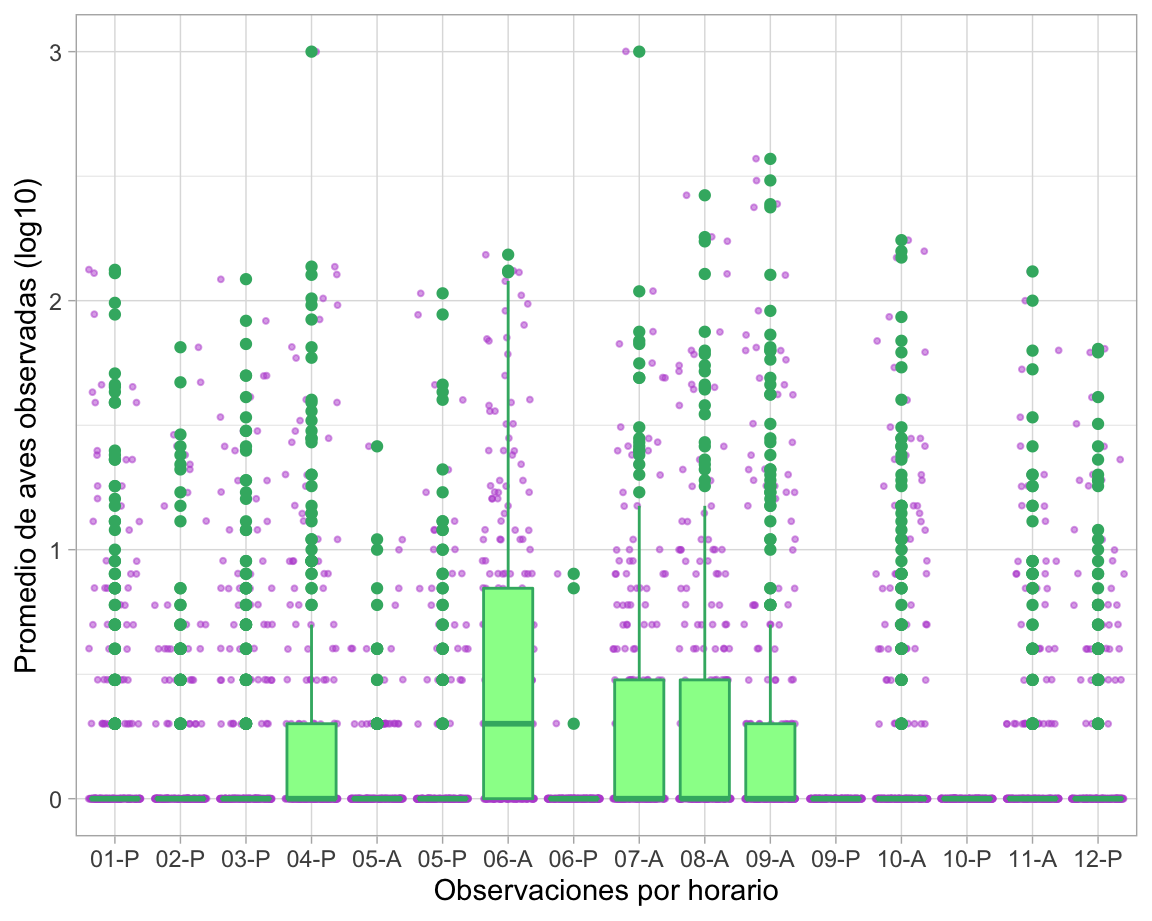 Promedio de aves observadas (log10)
3
2
1
0
01-P 02-P 03-P 04-P 05-A 05-P 06-A 06-P 07-A 08-A 09-A 09-P 10-A 10-P 11-A 12-P
Observaciones por horario